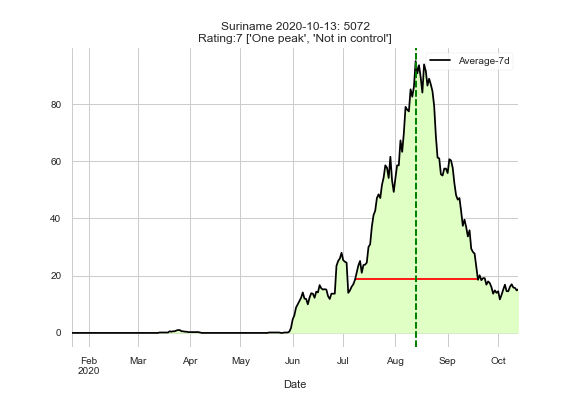 Suriname 2020-10-13: 5072
Rating:7 ['One peak', 'Not in control']
Average-7d
80
60
40
20
0
Feb Mar Apr May Jun Jul Aug Sep Oct
2020
Date